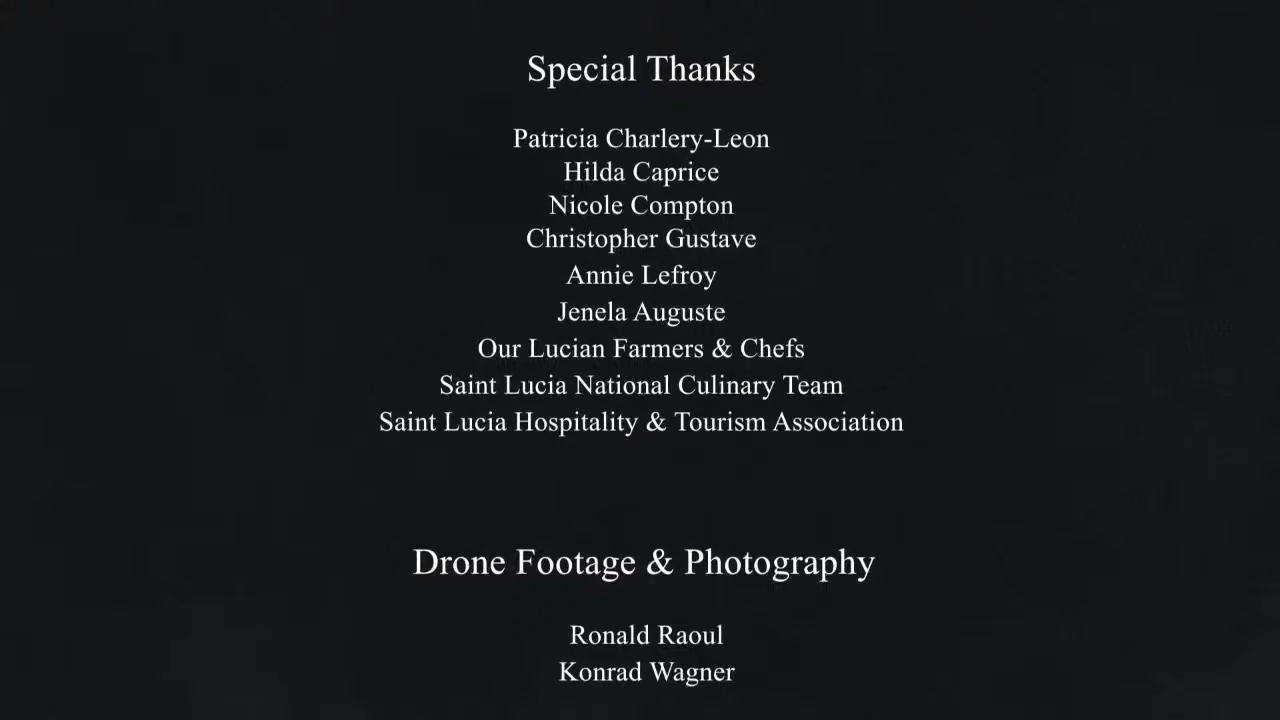 Special Thanks
Patricia Charlery-Leon
Hilda Caprice
Nicole Compton
Christopher Gustave
Annie Lefroy
Jenela Auguste
Our Lucian Farmers & Chefs
Saint Lucia National Culinary Team
Saint Lucia Hospitality & Tourism Association
Drone Footage & Photography
Ronald Raoul
Konrad Wagner